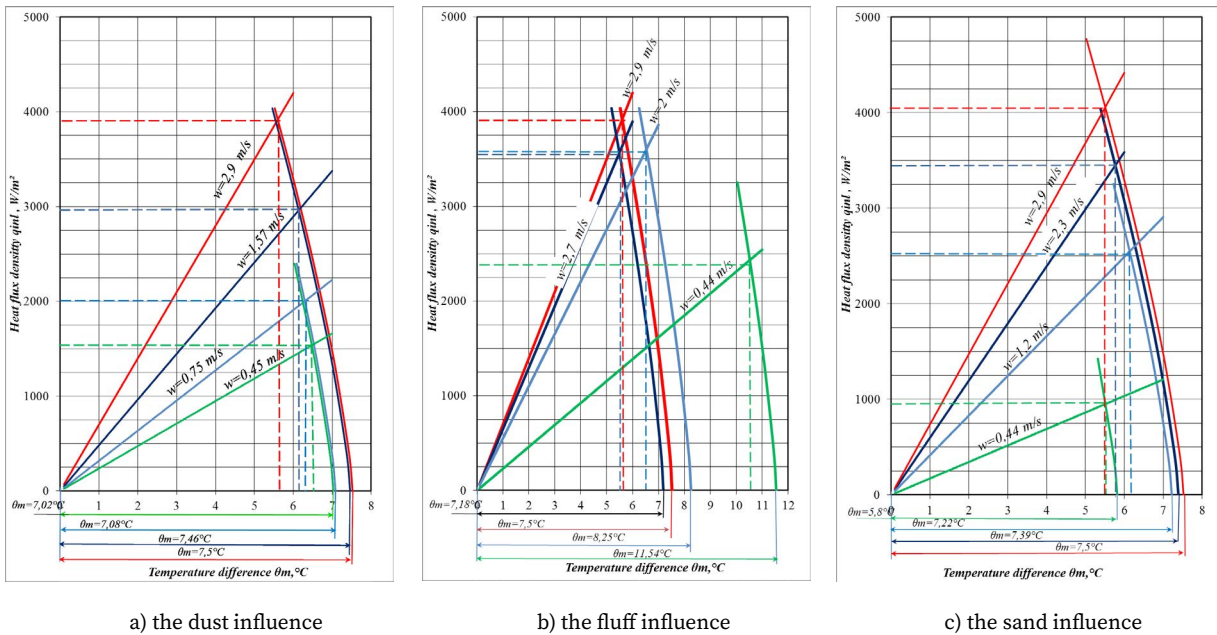 5000
4000
3000
2000
1000
0
0 1 2 3 4 5 6 7 8
Heat flux densitty qinl , W/m²
w=2,9 m/s
w=1,57 m/s
w=0,75 m/s
w=0,45 m/s
θm=7,02°C
θm=7,08°C
θm=7,46°C
θm=7,5°C
Temperature difference θm,°C
a) the dust influence
5000
4000
3000
2000
1000
0
0 1 2 3 4 5 6 7 8 9 10 11 12
Heat flux densitty qinl , W/m²
w=2,9 m/s
w=2 m/s
w=2,7 m/s
w=0,44 m/s
θm=7,18°C
θm=7,5°C
θm=8,25°C
θm=11,54°C
Temperature difference θm,°C
b) the fluff influence
5000
4000
3000
2000
1000
0
0 1 2 3 4 5 6 7 8
Heat flux densitty qinl , W/m²
w=2,9 m/s
w=2,3 m/s
w=1,2 m/s
w=0,44 m/s
θm=5,8°C
θm=7,22°C
θm=7,39°C
θm=7,5°C
Temperature difference θm,°C
c) the sand influence